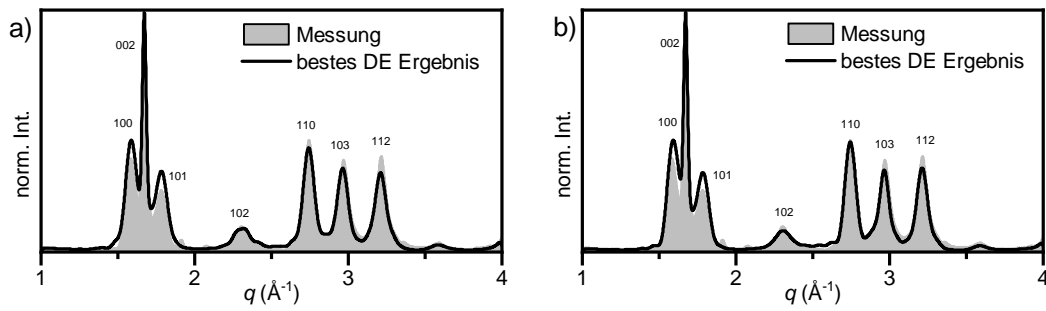 a)
norm. Int.
002
100
101
102
110
103
112
Messung
bestes DE Ergebnis
1 2 3 4
q (Å⁻¹)
b)
norm. Int.
002
100
101
102
110
103
112
Messung
bestes DE Ergebnis
1 2 3 4
q (Å⁻¹)